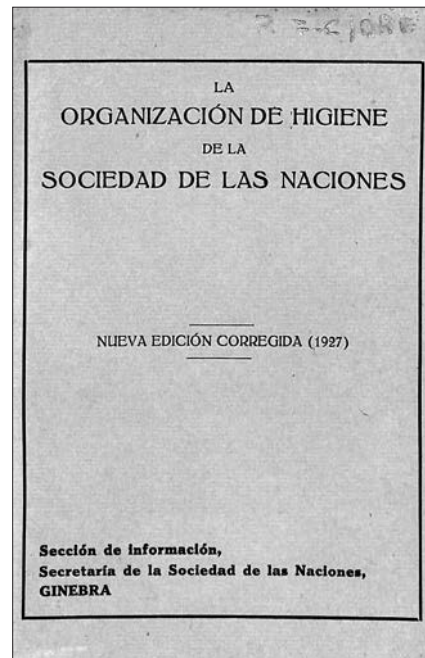 LA
ORGANIZACIÓN DE HIGIENE
DE LA
SOCIEDAD DE LAS NACIONES
NUEVA EDICIÓN CORREGIDA (1927)
Sección de información,
Secretaría de la Sociedad de las Naciones,
GINEBRA